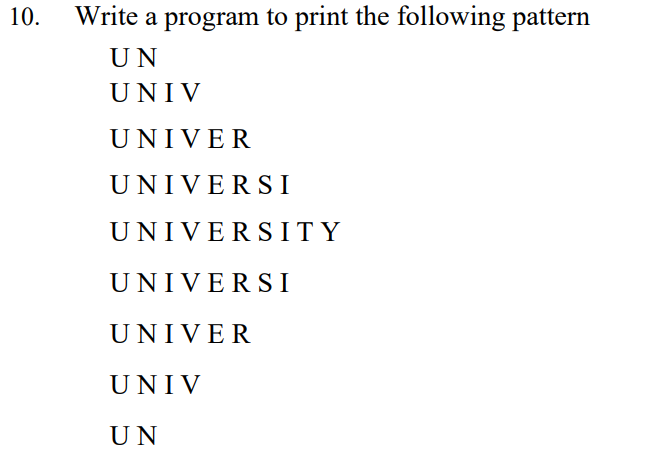 10. Write a program to print the following pattern
U N
U N I V
U N I V E R
U N I V E R S I
U N I V E R S I T Y
U N I V E R S I
U N I V E R
U N I V
U N